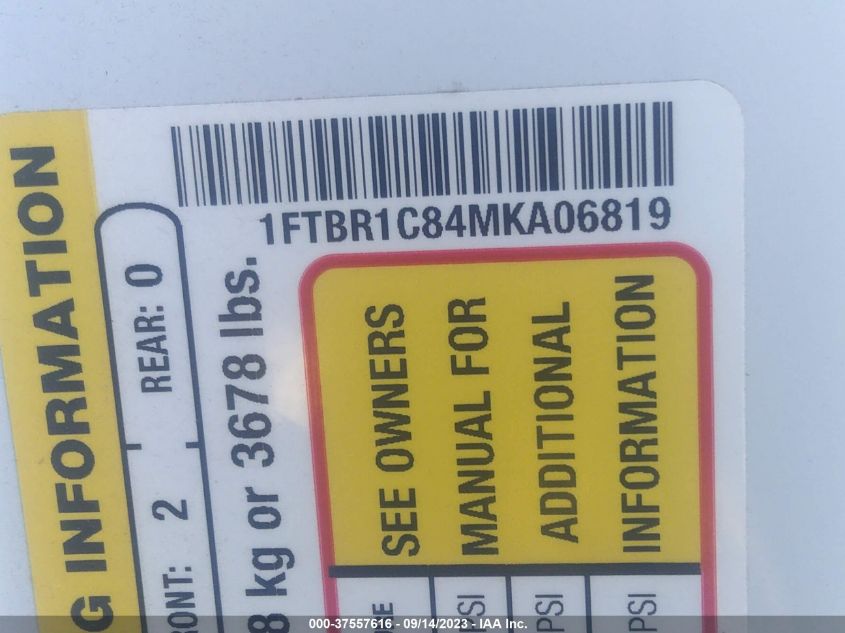 1FTBR1C84MKA06819
G INFORMATION
RONT: 2 REAR: 0
8 kg or 3678 lbs.
SEE OWNERS
MANUAL FOR
ADDITIONAL
INFORMATION
DE
PSI
PSI
PSI
000-37557616 - 09/14/2023 - IAA Inc.